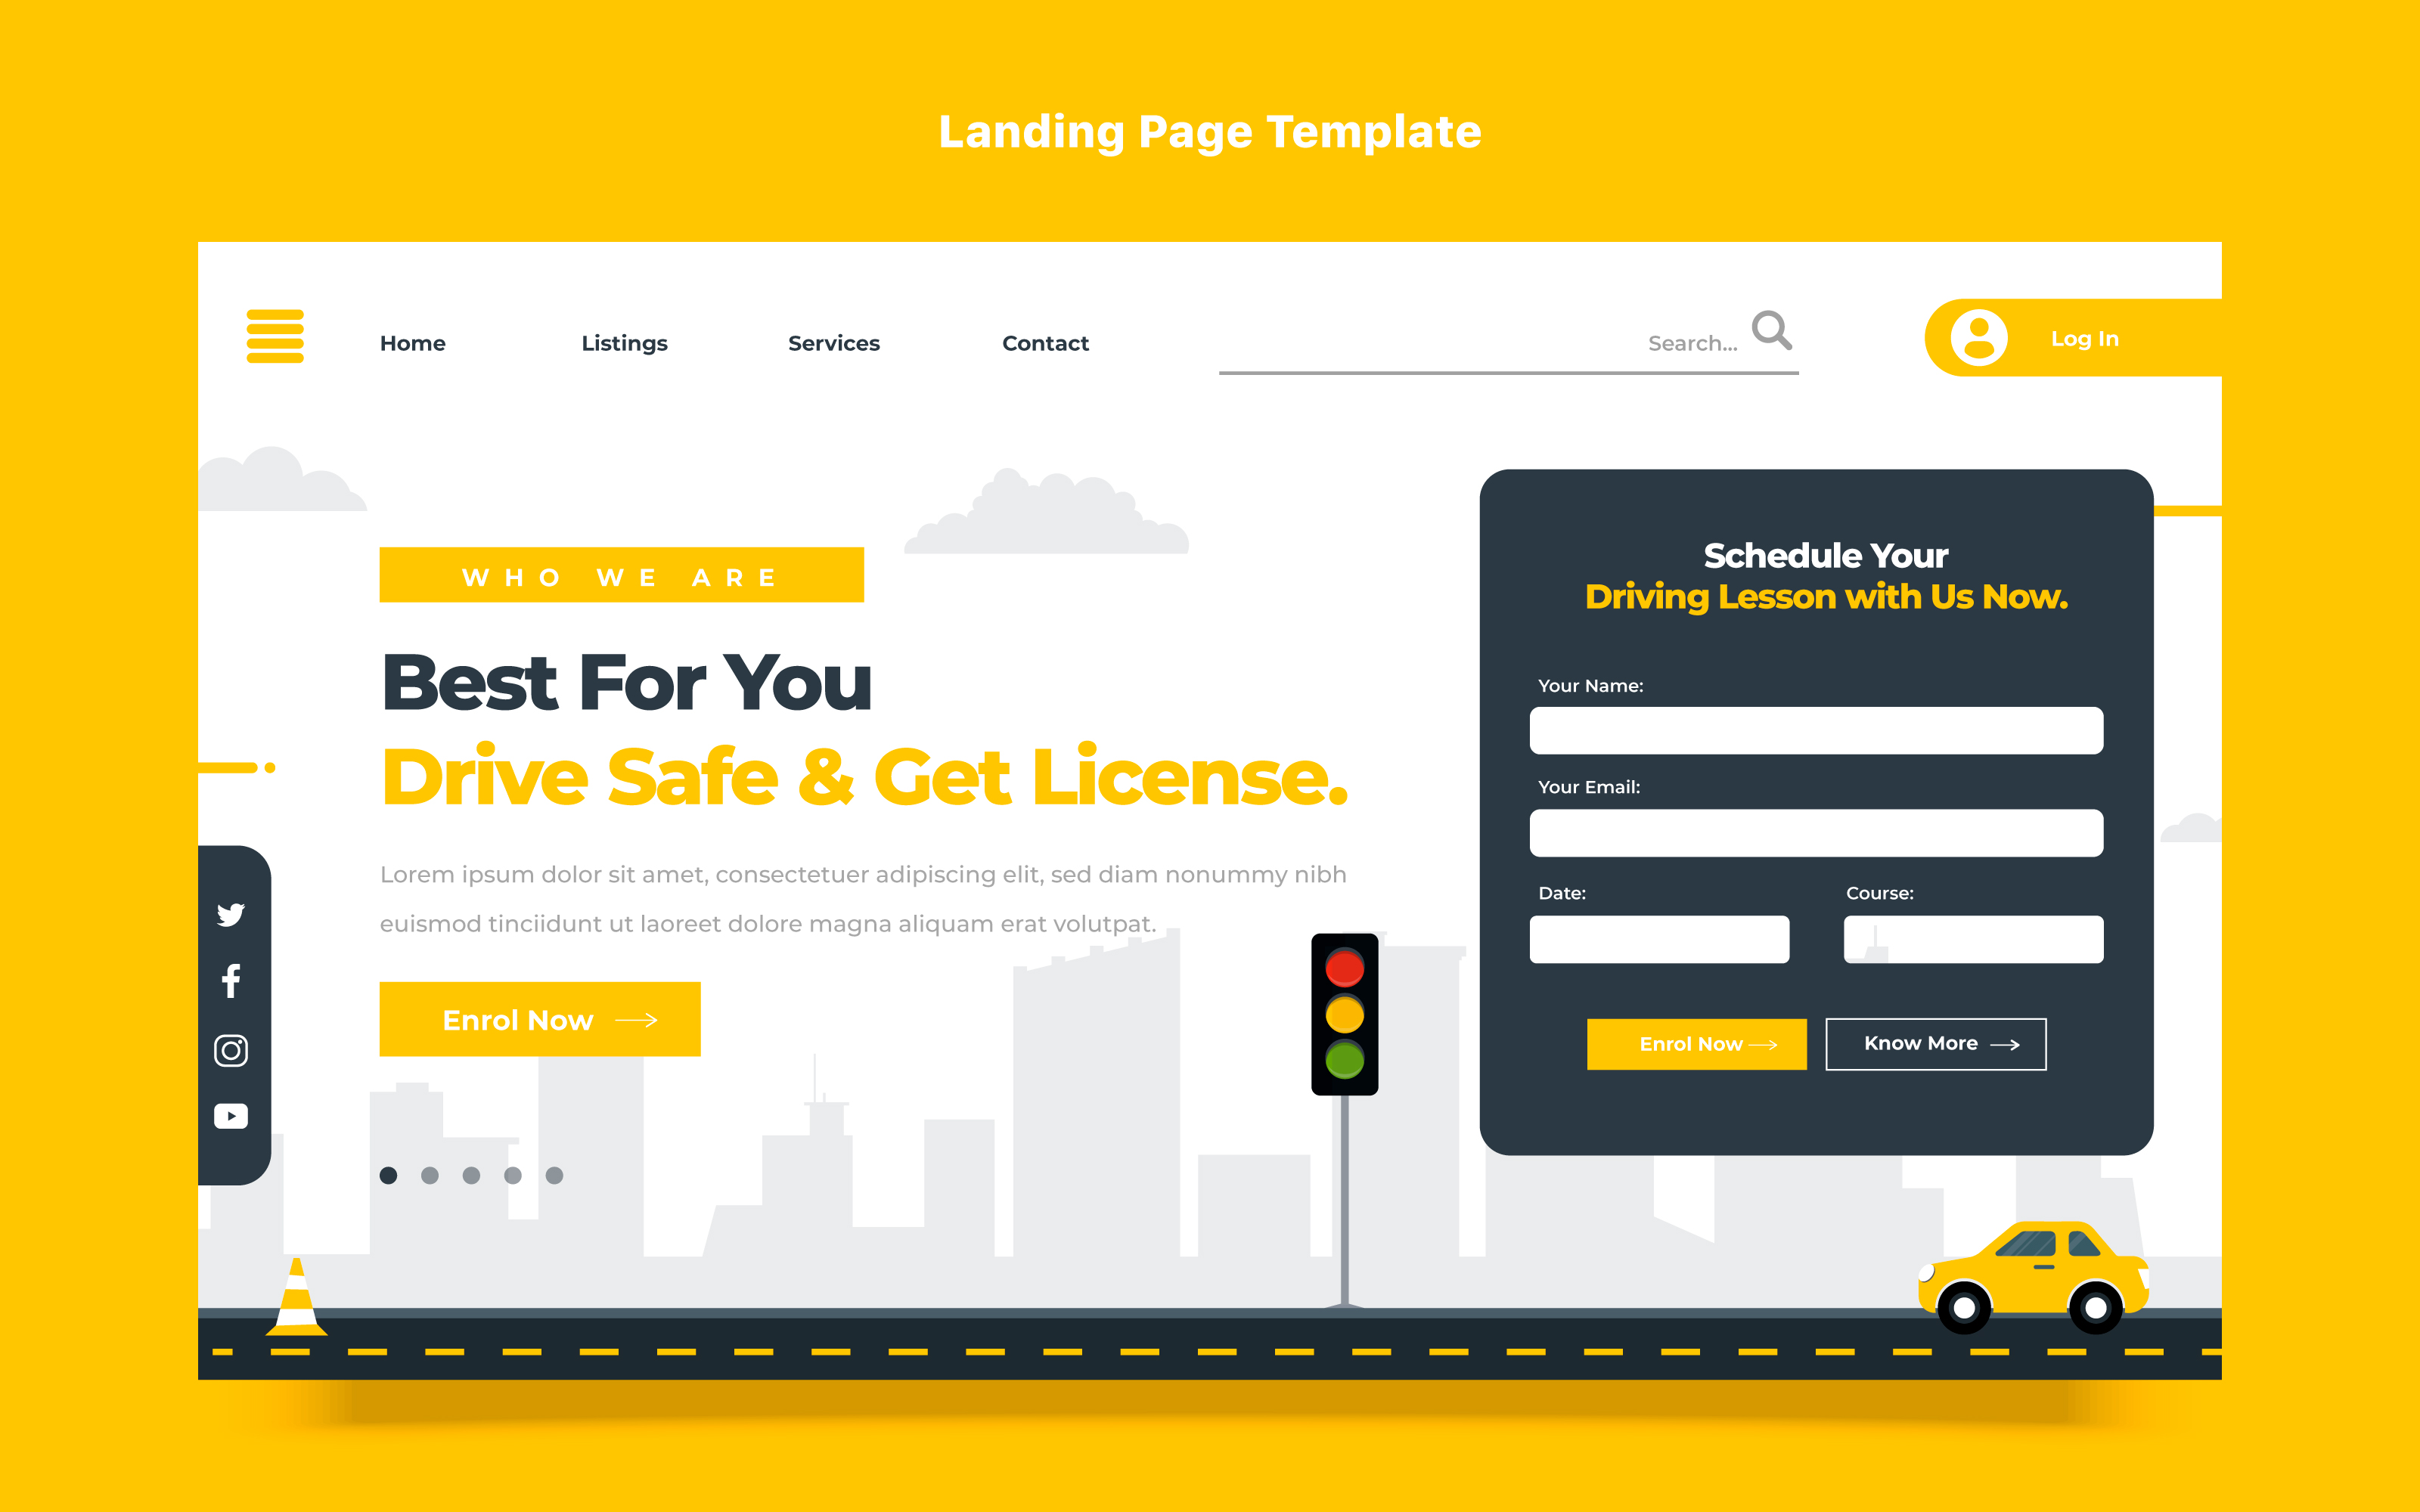 Landing Page Template
Home
Listings
Services
Contact
Search...
Log In
WHO WE ARE
Best For You
Drive Safe & Get License.
Lorem ipsum dolor sit amet, consectetuer adipiscing elit, sed diam nonummy nibh
euismod tinciidunt ut laoreet dolore magna aliquam erat volutpat.
Enrol Now
Schedule Your
Driving Lesson with Us Now.
Your Name:
Your Email:
Date:
Course:
Enrol Now
Know More